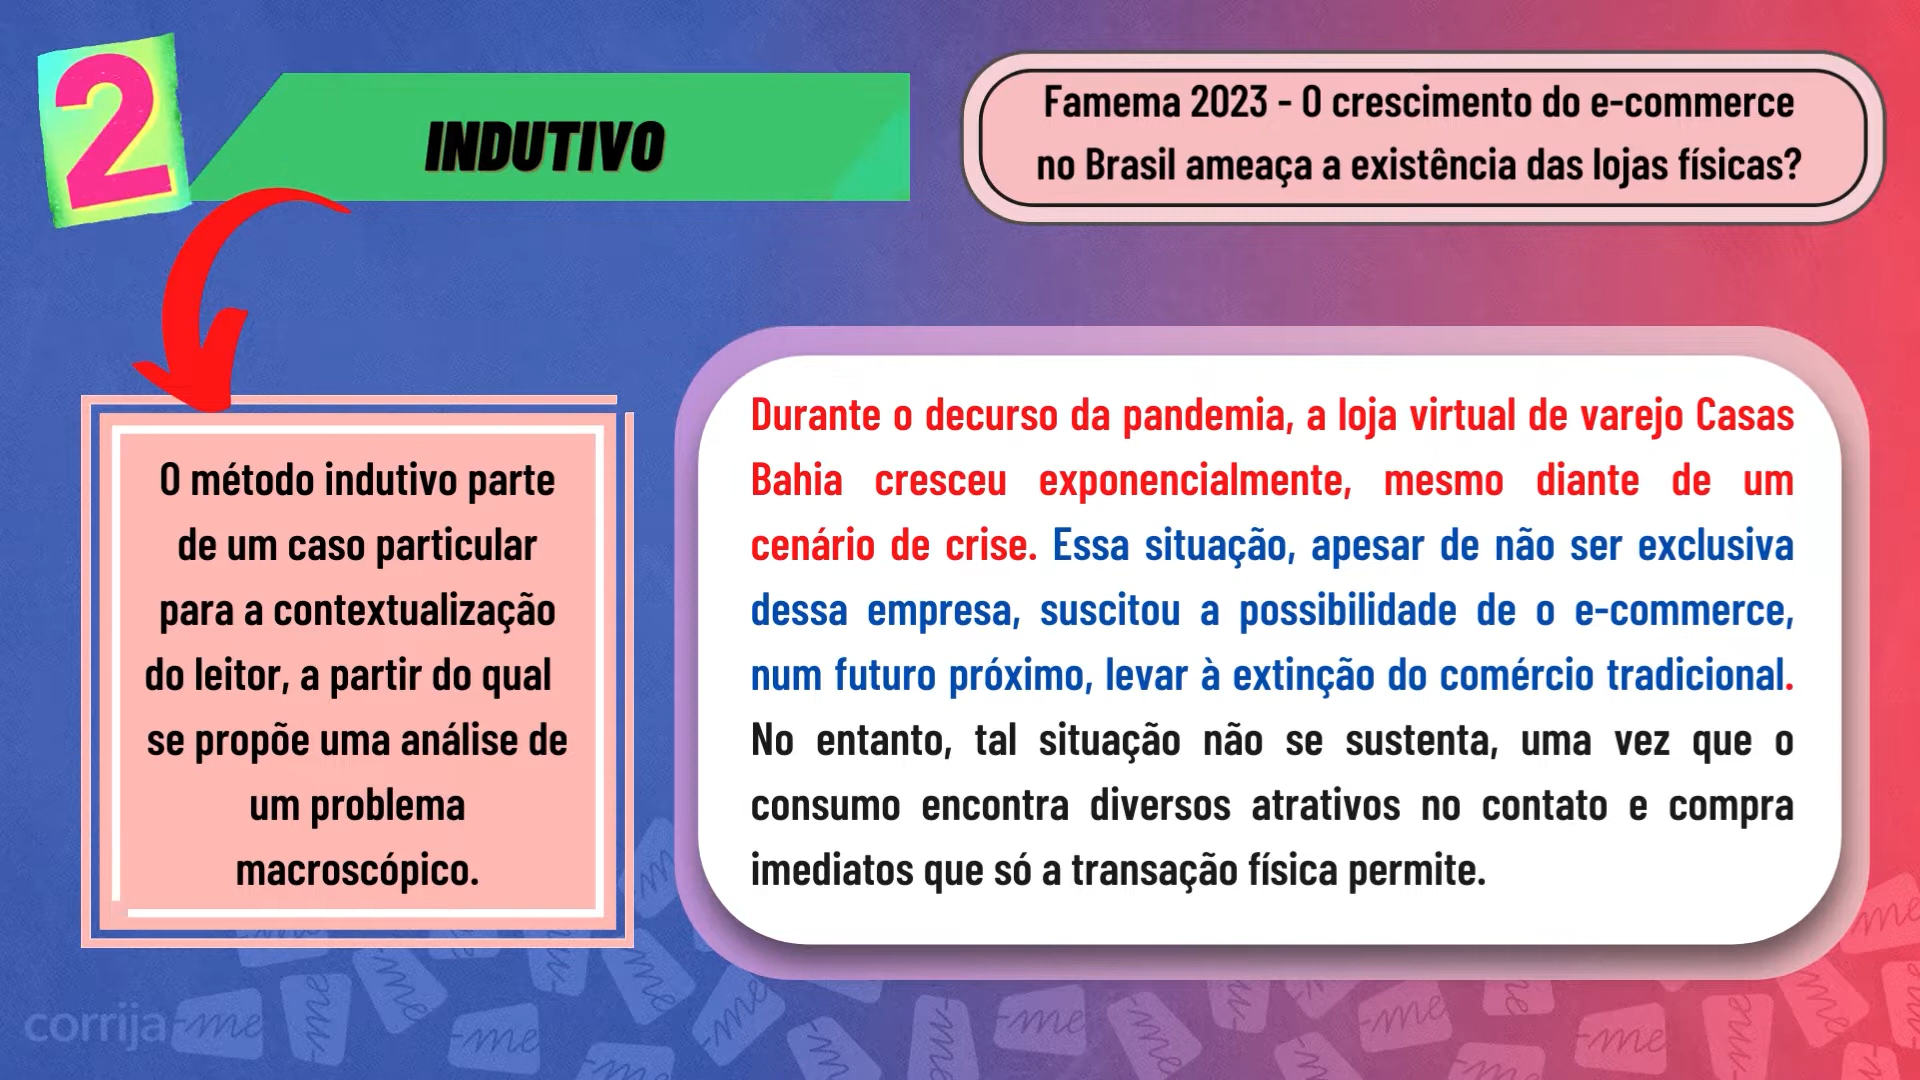 2
INDUTIVO
Famema 2023 - O crescimento do e-commerce
no Brasil ameaça a existência das lojas físicas?
O método indutivo parte
de um caso particular
para a contextualização
do leitor, a partir do qual
se propõe uma análise de
um problema
macroscópico.
Durante o decurso da pandemia, a loja virtual de varejo Casas
Bahia cresceu exponencialmente, mesmo diante de um
cenário de crise. Essa situação, apesar de não ser exclusiva
dessa empresa, suscitou a possibilidade de o e-commerce,
num futuro próximo, levar à extinção do comércio tradicional.
No entanto, tal situação não se sustenta, uma vez que o
consumo encontra diversos atrativos no contato e compra
imediatos que só a transação física permite.
corrija-me